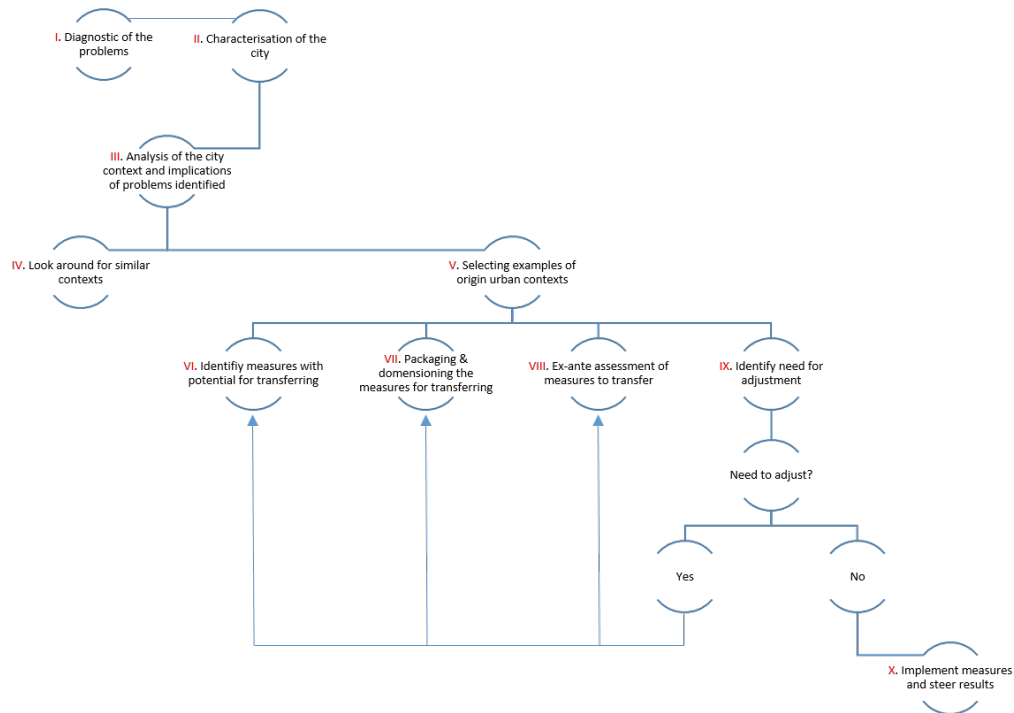 I. Diagnostic of the
problems
II. Characterisation of the
city
III. Analysis of the city
context and implications
of problems identified
IV. Look around for similar
contexts
V. Selecting examples of
origin urban contexts
VI. Identifiy measures with
potential for transferring
VII. Packaging &
domensioning the
measures for transferring
VIII. Ex-ante assessment of
measures to transfer
IX. Identify need for
adjustment
Need to adjust?
Yes
No
X. Implement measures
and steer results